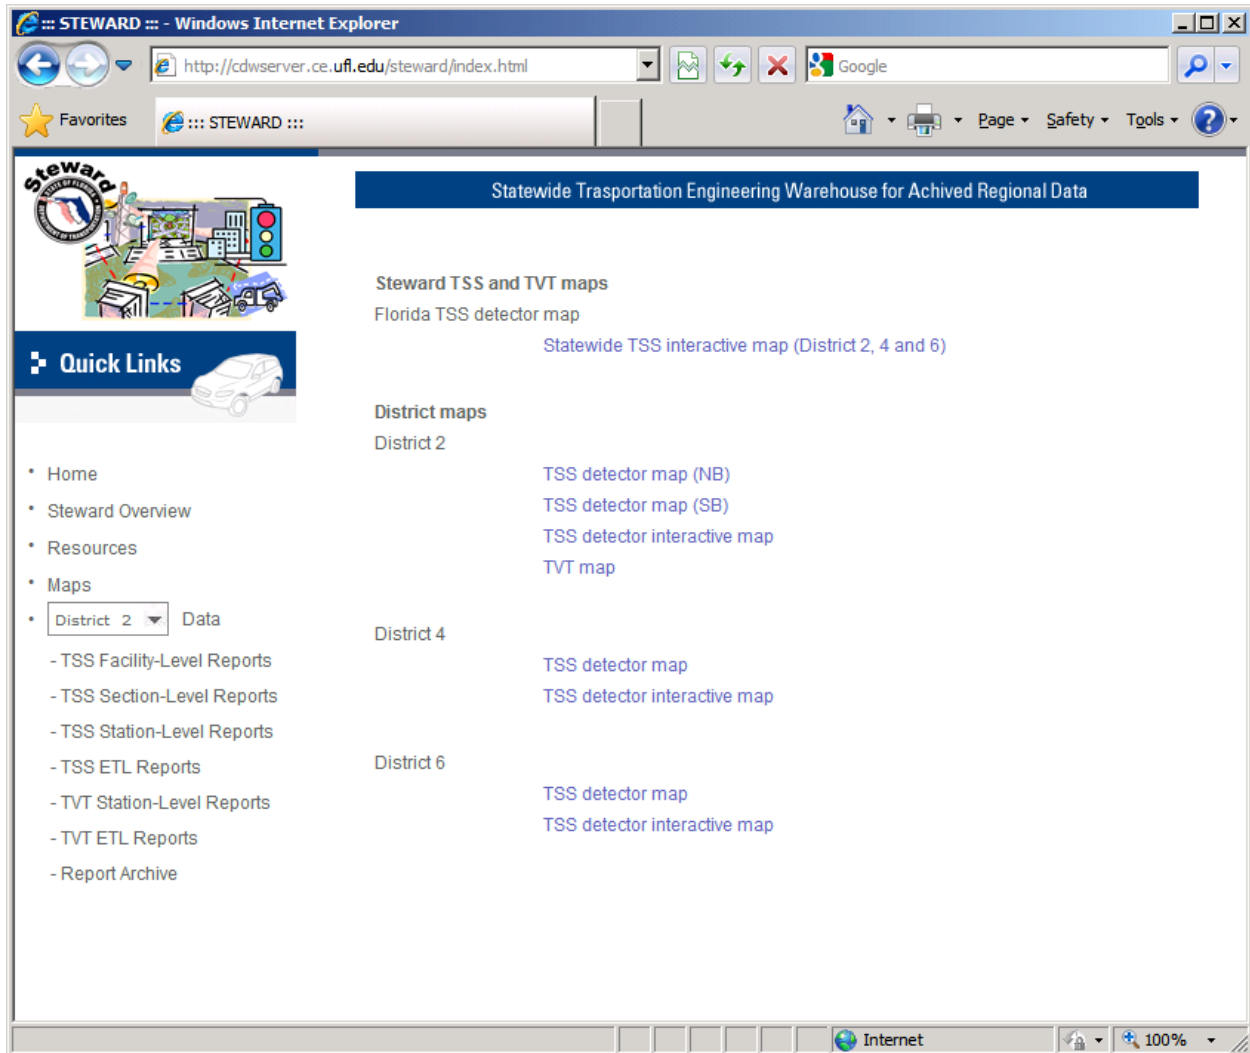 ::: STEWARD ::: - Windows Internet Explorer
http://cdwserver.ce.ufl.edu/steward/index.html
Google
Favorites
::: STEWARD :::
Page
Safety
Tools
Steward
Statewide Trasportation Engineering Warehouse for Achived Regional Data
Quick Links
• Home
• Steward Overview
• Resources
• Maps
• District 2 Data
- TSS Facility-Level Reports
- TSS Section-Level Reports
- TSS Station-Level Reports
- TSS ETL Reports
- TVT Station-Level Reports
- TVT ETL Reports
- Report Archive
Steward TSS and TVT maps
Florida TSS detector map
Statewide TSS interactive map (District 2, 4 and 6)
District maps
District 2
TSS detector map (NB)
TSS detector map (SB)
TSS detector interactive map
TVT map
District 4
TSS detector map
TSS detector interactive map
District 6
TSS detector map
TSS detector interactive map
Internet
100%